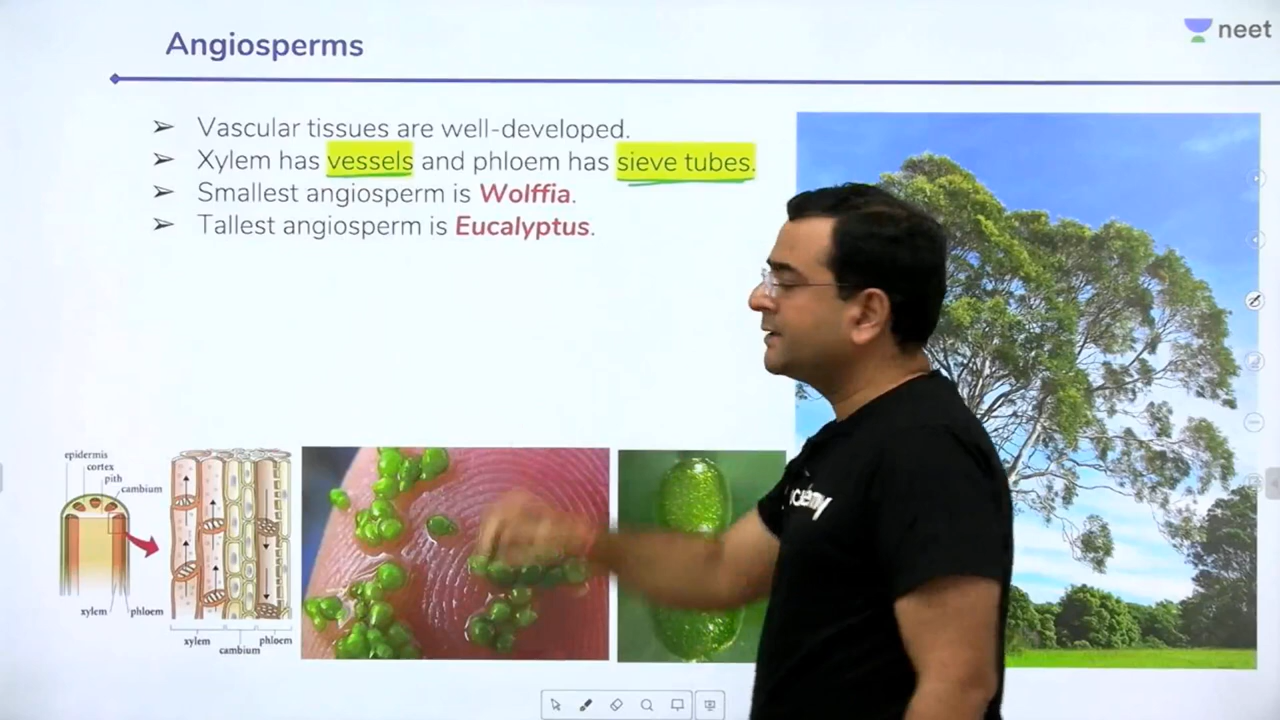 Angiosperms
neet
➢ Vascular tissues are well-developed.
➢ Xylem has vessels and phloem has sieve tubes.
➢ Smallest angiosperm is Wolffia.
➢ Tallest angiosperm is Eucalyptus.
epidermis
cortex
pith
cambium
xylem
phloem
xylem
cambium
phloem